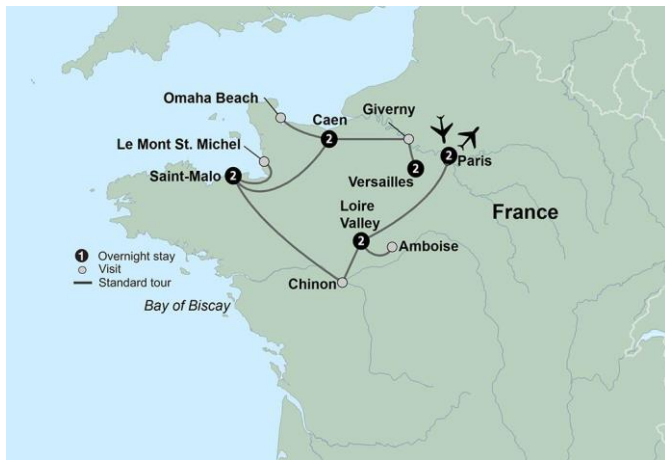 Omaha Beach
Caen
2
Giverny
Le Mont St. Michel
Saint-Malo
2
Versailles
2
2
Paris
Loire
Valley
2
Amboise
France
1 Overnight stay
Visit
Standard tour
Chinon
Bay of Biscay